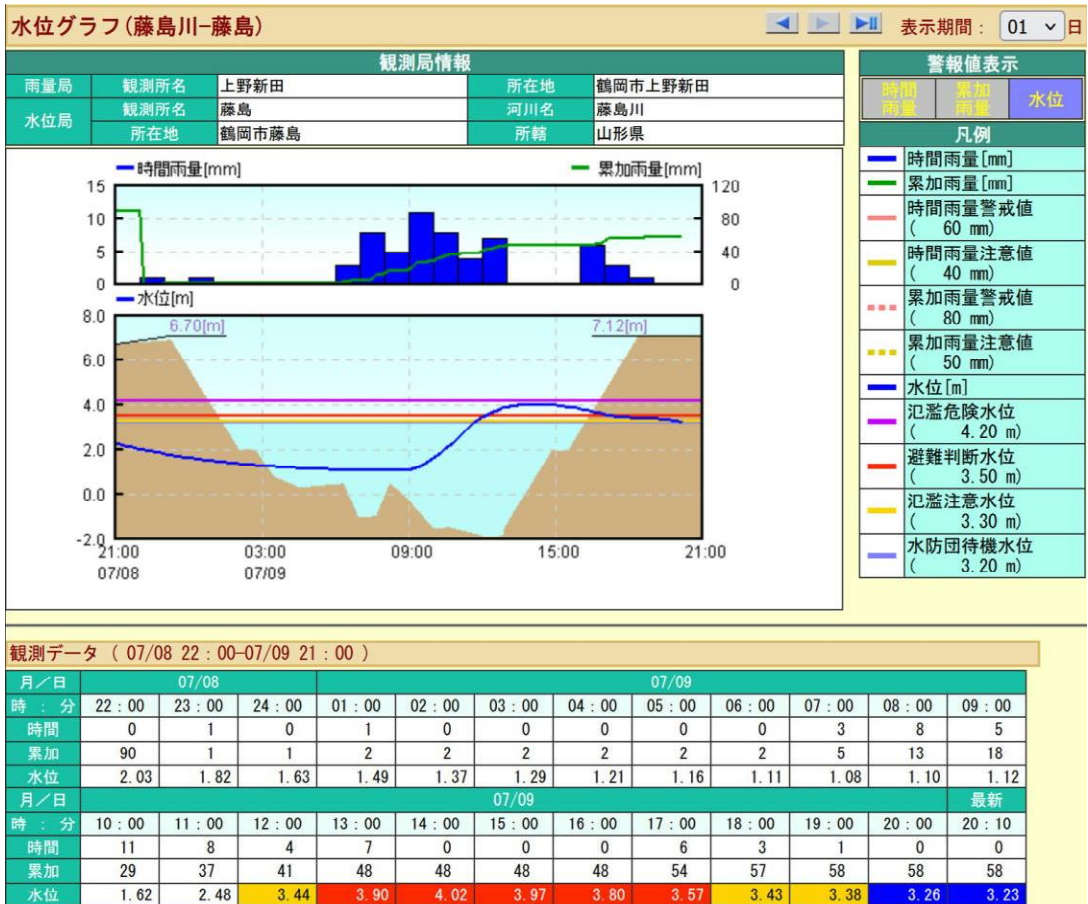 水位グラフ(藤島川−藤島)
表示期間： 01 日
観測局情報
雨量局 観測所名 上野新田 所在地 鶴岡市上野新田
水位局 観測所名 藤島 河川名 藤島川
所在地 鶴岡市藤島 所轄 山形県
警報値表示
時間雨量 累加雨量 水位
凡例
時間雨量[mm]
累加雨量[mm]
時間雨量警戒値
( 60 mm)
時間雨量注意値
( 40 mm)
累加雨量警戒値
( 80 mm)
累加雨量注意値
( 50 mm)
水位[m]
氾濫危険水位
( 4.20 m)
避難判断水位
( 3.50 m)
氾濫注意水位
( 3.30 m)
水防団待機水位
( 3.20 m)
時間雨量[mm] 累加雨量[mm]
15 120
10 80
5 40
0 0
水位[m]
8.0 6.70[m] 7.12[m]
6.0
4.0
2.0
0.0
-2.0
21:00 03:00 09:00 15:00 21:00
07/08 07/09
観測データ ( 07/08 22：00−07/09 21：00 )
月／日 07/08 07/09
時：分 22：00 23：00 24：00 01：00 02：00 03：00 04：00 05：00 06：00 07：00 08：00 09：00
時間 0 1 0 1 0 0 0 0 0 3 8 5
累加 90 1 1 2 2 2 2 2 2 5 13 18
水位 2.03 1.82 1.63 1.49 1.37 1.29 1.21 1.16 1.11 1.08 1.10 1.12
月／日 07/09 最新
時：分 10：00 11：00 12：00 13：00 14：00 15：00 16：00 17：00 18：00 19：00 20：00 20：10
時間 11 8 4 7 0 0 0 6 3 1 0 0
累加 29 37 41 48 48 48 48 54 57 58 58 58
水位 1.62 2.48 3.44 3.90 4.02 3.97 3.80 3.57 3.43 3.38 3.26 3.23